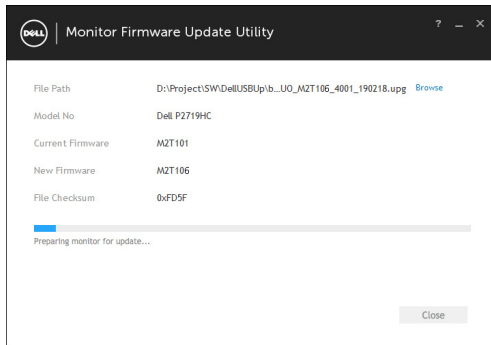 DELL Monitor Firmware Update Utility ? _ ×
File Path D:\Project\SW\DellUSBUp\b...UO_M2T106_4001_190218.upg Browse
Model No Dell P2719HC
Current Firmware M2T101
New Firmware M2T106
File Checksum 0xFD5F
Preparing monitor for update...
Close